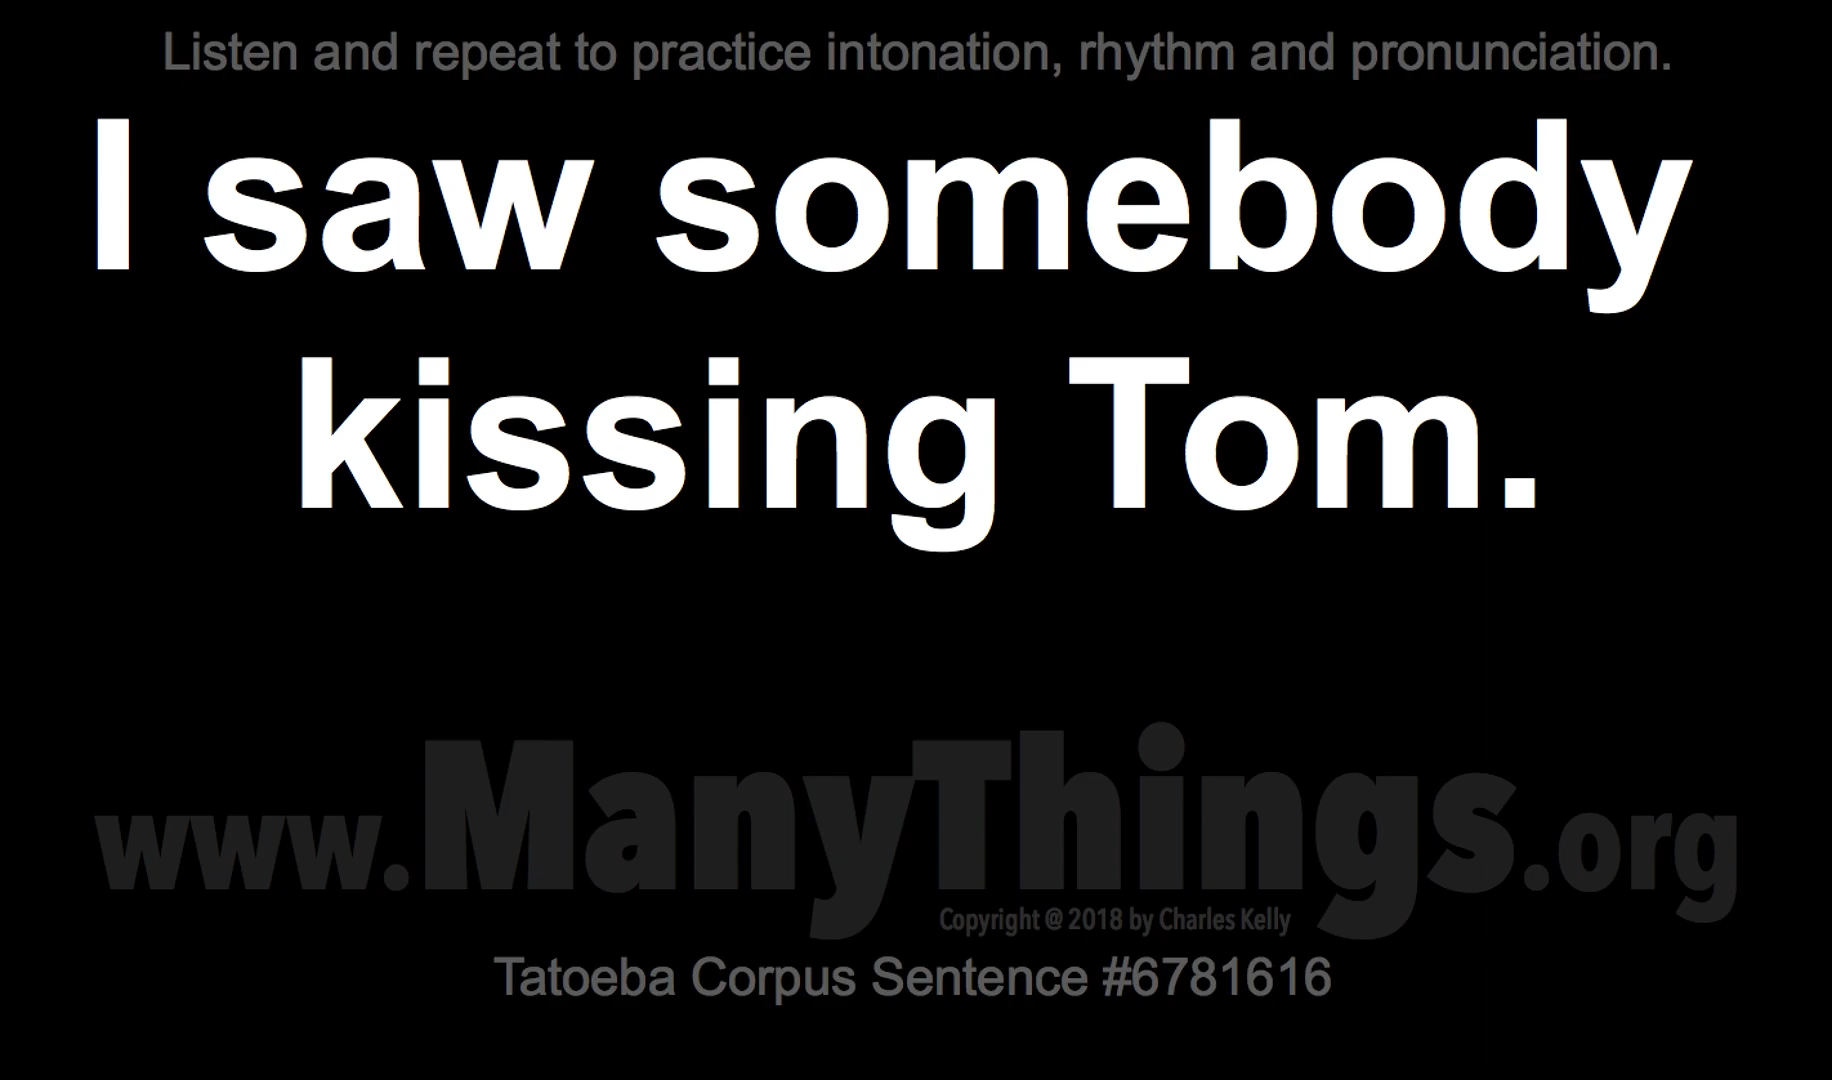 Listen and repeat to practice intonation, rhythm and pronunciation.
I saw somebody
kissing Tom.
www.ManyThings.org
Copyright @ 2018 by Charles Kelly
Tatoeba Corpus Sentence #6781616